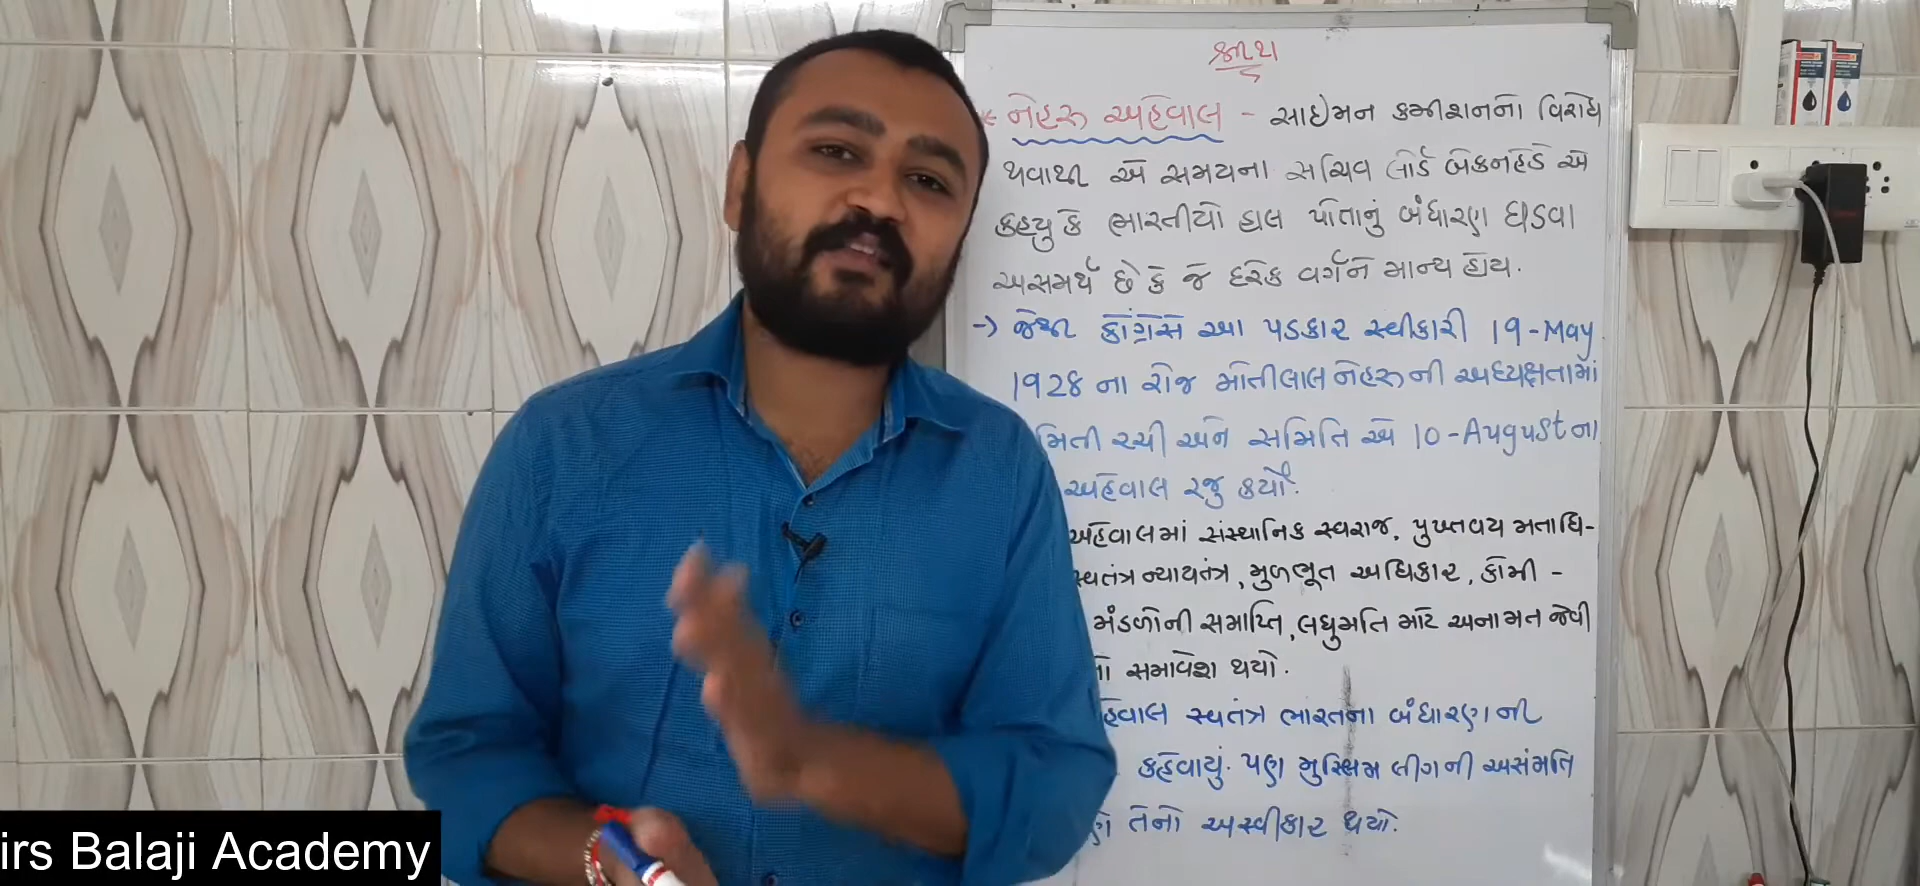 * નેહરૂ અહેવાલ - સાઇમન કમીશનનો વિરોધ
થવાથી એ સમયના સચિવ લોર્ડ બેકનહેડે એ
કહ્યુ કે ભારતીયો હાલ પોતાનું બંધારણ ઘડવા
અસમર્થ છે કે જે દરેક વર્ગને માન્ય હોય.
-> જેથી કોંગ્રેસે આ પડકાર સ્વીકારી 19-May
1928 ના રોજ મોતીલાલ નેહરૂની અધ્યક્ષતામાં
મિતી રચી અને સમિતિ એ 10-August ના
અહેવાલ રજુ કર્યો.
અહેવાલમાં સંસ્થાનિક સ્વરાજ, પુખ્તવય મતાધિ-
સ્વતંત્ર ન્યાયતંત્ર, મુળભૂત અધિકાર, કોમી -
મંડળોની સમાપ્તિ, લઘુમતિ માટે અનામત જેવી
નો સમાવેશ થયો.
હેવાલ સ્વતંત્ર ભારતના બંધારણની
કહેવાયું. પણ મુસ્લિમ લીગની અસંમતિ
ણે તેનો અસ્વીકાર થયો.
irs Balaji Academy